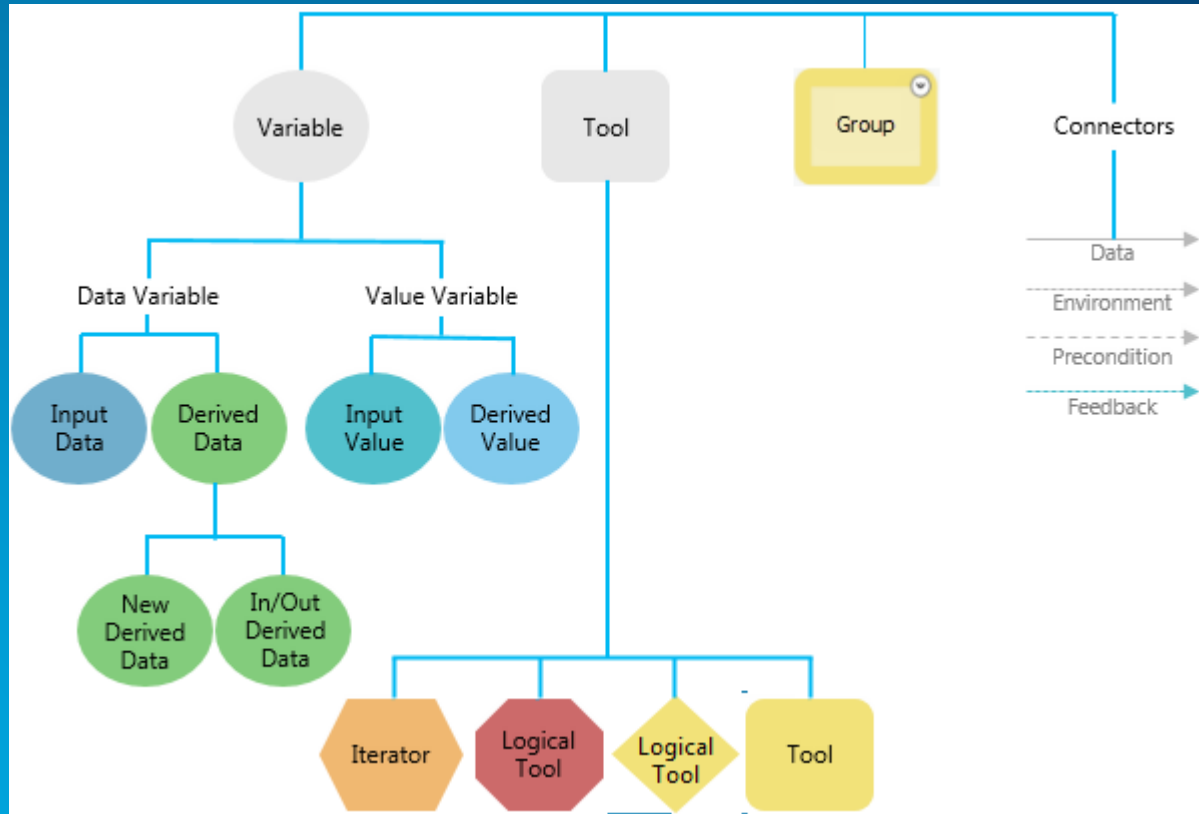 Variable
Tool
Group
Connectors
Data
Environment
Precondition
Feedback
Data Variable
Value Variable
Input
Data
Derived
Data
Input
Value
Derived
Value
New
Derived
Data
In/Out
Derived
Data
Iterator
Logical
Tool
Logical
Tool
Tool